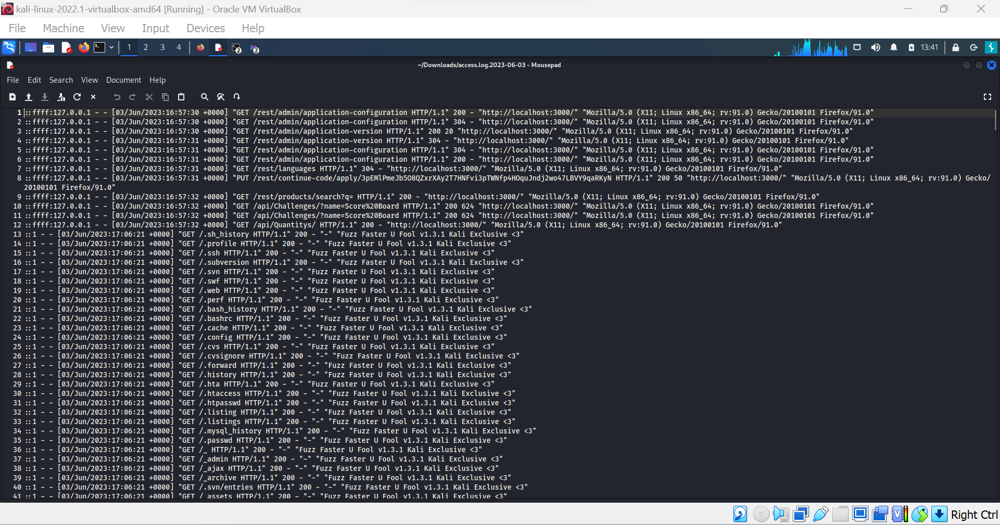 kali-linux-2022.1-virtualbox-amd64 [Running] - Oracle VM VirtualBox
File Machine View Input Devices Help
1 2 3 4 2 2 13:41
~/Downloads/access.log.2023-06-03 - Mousepad
File Edit Search View Document Help
1 ::ffff:127.0.0.1 - - [03/Jun/2023:16:57:30 +0000] "GET /rest/admin/application-configuration HTTP/1.1" 200 - "http://localhost:3000/" "Mozilla/5.0 (X11; Linux x86_64; rv:91.0) Gecko/20100101 Firefox/91.0"
2 ::ffff:127.0.0.1 - - [03/Jun/2023:16:57:30 +0000] "GET /rest/admin/application-configuration HTTP/1.1" 304 - "http://localhost:3000/" "Mozilla/5.0 (X11; Linux x86_64; rv:91.0) Gecko/20100101 Firefox/91.0"
3 ::ffff:127.0.0.1 - - [03/Jun/2023:16:57:30 +0000] "GET /rest/admin/application-version HTTP/1.1" 200 20 "http://localhost:3000/" "Mozilla/5.0 (X11; Linux x86_64; rv:91.0) Gecko/20100101 Firefox/91.0"
4 ::ffff:127.0.0.1 - - [03/Jun/2023:16:57:31 +0000] "GET /rest/admin/application-version HTTP/1.1" 304 - "http://localhost:3000/" "Mozilla/5.0 (X11; Linux x86_64; rv:91.0) Gecko/20100101 Firefox/91.0"
5 ::ffff:127.0.0.1 - - [03/Jun/2023:16:57:31 +0000] "GET /rest/admin/application-configuration HTTP/1.1" 304 - "http://localhost:3000/" "Mozilla/5.0 (X11; Linux x86_64; rv:91.0) Gecko/20100101 Firefox/91.0"
6 ::ffff:127.0.0.1 - - [03/Jun/2023:16:57:31 +0000] "GET /rest/admin/application-configuration HTTP/1.1" 200 - "http://localhost:3000/" "Mozilla/5.0 (X11; Linux x86_64; rv:91.0) Gecko/20100101 Firefox/91.0"
7 ::ffff:127.0.0.1 - - [03/Jun/2023:16:57:31 +0000] "GET /rest/languages HTTP/1.1" 304 - "http://localhost:3000/" "Mozilla/5.0 (X11; Linux x86_64; rv:91.0) Gecko/20100101 Firefox/91.0"
8 ::ffff:127.0.0.1 - - [03/Jun/2023:16:57:31 +0000] "PUT /rest/continue-code/apply/3pEMlPmeJb5O8QZxrXAy2T7HNFvi3pTWNfp4HOquJndj2wo47LBVY9qaRKyN HTTP/1.1" 200 50 "http://localhost:3000/" "Mozilla/5.0 (X11; Linux x86_64; rv:91.0) Gecko/
20100101 Firefox/91.0"
9 ::ffff:127.0.0.1 - - [03/Jun/2023:16:57:32 +0000] "GET /rest/products/search?q= HTTP/1.1" 200 - "http://localhost:3000/" "Mozilla/5.0 (X11; Linux x86_64; rv:91.0) Gecko/20100101 Firefox/91.0"
10 ::ffff:127.0.0.1 - - [03/Jun/2023:16:57:32 +0000] "GET /api/Challenges/?name=Score%20Board HTTP/1.1" 200 624 "http://localhost:3000/" "Mozilla/5.0 (X11; Linux x86_64; rv:91.0) Gecko/20100101 Firefox/91.0"
11 ::ffff:127.0.0.1 - - [03/Jun/2023:16:57:32 +0000] "GET /api/Challenges/?name=Score%20Board HTTP/1.1" 200 624 "http://localhost:3000/" "Mozilla/5.0 (X11; Linux x86_64; rv:91.0) Gecko/20100101 Firefox/91.0"
12 ::ffff:127.0.0.1 - - [03/Jun/2023:16:57:32 +0000] "GET /api/Quantitys/ HTTP/1.1" 200 - "http://localhost:3000/" "Mozilla/5.0 (X11; Linux x86_64; rv:91.0) Gecko/20100101 Firefox/91.0"
13 ::1 - - [03/Jun/2023:17:06:21 +0000] "GET /.sh_history HTTP/1.1" 200 - "-" "Fuzz Faster U Fool v1.3.1 Kali Exclusive <3"
14 ::1 - - [03/Jun/2023:17:06:21 +0000] "GET /.profile HTTP/1.1" 200 - "-" "Fuzz Faster U Fool v1.3.1 Kali Exclusive <3"
15 ::1 - - [03/Jun/2023:17:06:21 +0000] "GET /.ssh HTTP/1.1" 200 - "-" "Fuzz Faster U Fool v1.3.1 Kali Exclusive <3"
16 ::1 - - [03/Jun/2023:17:06:21 +0000] "GET /.subversion HTTP/1.1" 200 - "-" "Fuzz Faster U Fool v1.3.1 Kali Exclusive <3"
17 ::1 - - [03/Jun/2023:17:06:21 +0000] "GET /.svn HTTP/1.1" 200 - "-" "Fuzz Faster U Fool v1.3.1 Kali Exclusive <3"
18 ::1 - - [03/Jun/2023:17:06:21 +0000] "GET /.swf HTTP/1.1" 200 - "-" "Fuzz Faster U Fool v1.3.1 Kali Exclusive <3"
19 ::1 - - [03/Jun/2023:17:06:21 +0000] "GET /.web HTTP/1.1" 200 - "-" "Fuzz Faster U Fool v1.3.1 Kali Exclusive <3"
20 ::1 - - [03/Jun/2023:17:06:21 +0000] "GET /.perf HTTP/1.1" 200 - "-" "Fuzz Faster U Fool v1.3.1 Kali Exclusive <3"
21 ::1 - - [03/Jun/2023:17:06:21 +0000] "GET /.bash_history HTTP/1.1" 200 - "-" "Fuzz Faster U Fool v1.3.1 Kali Exclusive <3"
22 ::1 - - [03/Jun/2023:17:06:21 +0000] "GET /.bashrc HTTP/1.1" 200 - "-" "Fuzz Faster U Fool v1.3.1 Kali Exclusive <3"
23 ::1 - - [03/Jun/2023:17:06:21 +0000] "GET /.cache HTTP/1.1" 200 - "-" "Fuzz Faster U Fool v1.3.1 Kali Exclusive <3"
24 ::1 - - [03/Jun/2023:17:06:21 +0000] "GET /.config HTTP/1.1" 200 - "-" "Fuzz Faster U Fool v1.3.1 Kali Exclusive <3"
25 ::1 - - [03/Jun/2023:17:06:21 +0000] "GET /.cvs HTTP/1.1" 200 - "-" "Fuzz Faster U Fool v1.3.1 Kali Exclusive <3"
26 ::1 - - [03/Jun/2023:17:06:21 +0000] "GET /.cvsignore HTTP/1.1" 200 - "-" "Fuzz Faster U Fool v1.3.1 Kali Exclusive <3"
27 ::1 - - [03/Jun/2023:17:06:21 +0000] "GET /.forward HTTP/1.1" 200 - "-" "Fuzz Faster U Fool v1.3.1 Kali Exclusive <3"
28 ::1 - - [03/Jun/2023:17:06:21 +0000] "GET /.history HTTP/1.1" 200 - "-" "Fuzz Faster U Fool v1.3.1 Kali Exclusive <3"
29 ::1 - - [03/Jun/2023:17:06:21 +0000] "GET /.hta HTTP/1.1" 200 - "-" "Fuzz Faster U Fool v1.3.1 Kali Exclusive <3"
30 ::1 - - [03/Jun/2023:17:06:21 +0000] "GET /.htaccess HTTP/1.1" 200 - "-" "Fuzz Faster U Fool v1.3.1 Kali Exclusive <3"
31 ::1 - - [03/Jun/2023:17:06:21 +0000] "GET /.htpasswd HTTP/1.1" 200 - "-" "Fuzz Faster U Fool v1.3.1 Kali Exclusive <3"
32 ::1 - - [03/Jun/2023:17:06:21 +0000] "GET /.listing HTTP/1.1" 200 - "-" "Fuzz Faster U Fool v1.3.1 Kali Exclusive <3"
33 ::1 - - [03/Jun/2023:17:06:21 +0000] "GET /.listings HTTP/1.1" 200 - "-" "Fuzz Faster U Fool v1.3.1 Kali Exclusive <3"
34 ::1 - - [03/Jun/2023:17:06:21 +0000] "GET /.mysql_history HTTP/1.1" 200 - "-" "Fuzz Faster U Fool v1.3.1 Kali Exclusive <3"
35 ::1 - - [03/Jun/2023:17:06:21 +0000] "GET /.passwd HTTP/1.1" 200 - "-" "Fuzz Faster U Fool v1.3.1 Kali Exclusive <3"
36 ::1 - - [03/Jun/2023:17:06:21 +0000] "GET /_ HTTP/1.1" 200 - "-" "Fuzz Faster U Fool v1.3.1 Kali Exclusive <3"
37 ::1 - - [03/Jun/2023:17:06:21 +0000] "GET /_admin HTTP/1.1" 200 - "-" "Fuzz Faster U Fool v1.3.1 Kali Exclusive <3"
38 ::1 - - [03/Jun/2023:17:06:21 +0000] "GET /_ajax HTTP/1.1" 200 - "-" "Fuzz Faster U Fool v1.3.1 Kali Exclusive <3"
39 ::1 - - [03/Jun/2023:17:06:21 +0000] "GET /_archive HTTP/1.1" 200 - "-" "Fuzz Faster U Fool v1.3.1 Kali Exclusive <3"
40 ::1 - - [03/Jun/2023:17:06:21 +0000] "GET /.svn/entries HTTP/1.1" 200 - "-" "Fuzz Faster U Fool v1.3.1 Kali Exclusive <3"
41 ::1 - - [03/Jun/2023:17:06:21 +0000] "GET /_assets HTTP/1.1" 200 - "-" "Fuzz Faster U Fool v1.3.1 Kali Exclusive <3"
Right Ctrl